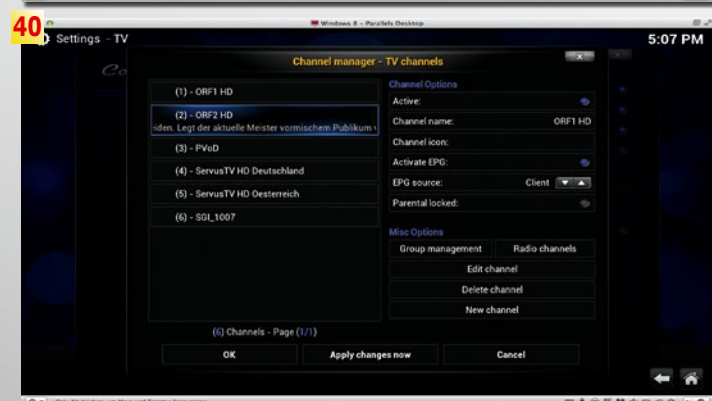 40
Windows 8 - Parallels Desktop
Settings - TV
5:07 PM
Channel manager - TV channels
(1) - ORF1 HD
(2) - ORF2 HD
iden. Legt der aktuelle Meister vormischem Publikum
(3) - PVoD
(4) - ServusTV HD Deutschland
(5) - ServusTV HD Oesterreich
(6) - SGI_1007
(6) Channels - Page (1/1)
Channel Options
Active:
Channel name: ORF1 HD
Channel icon:
Activate EPG:
EPG source: Client
Parental locked:
Misc Options
Group management Radio channels
Edit channel
Delete channel
New channel
OK Apply changes now Cancel